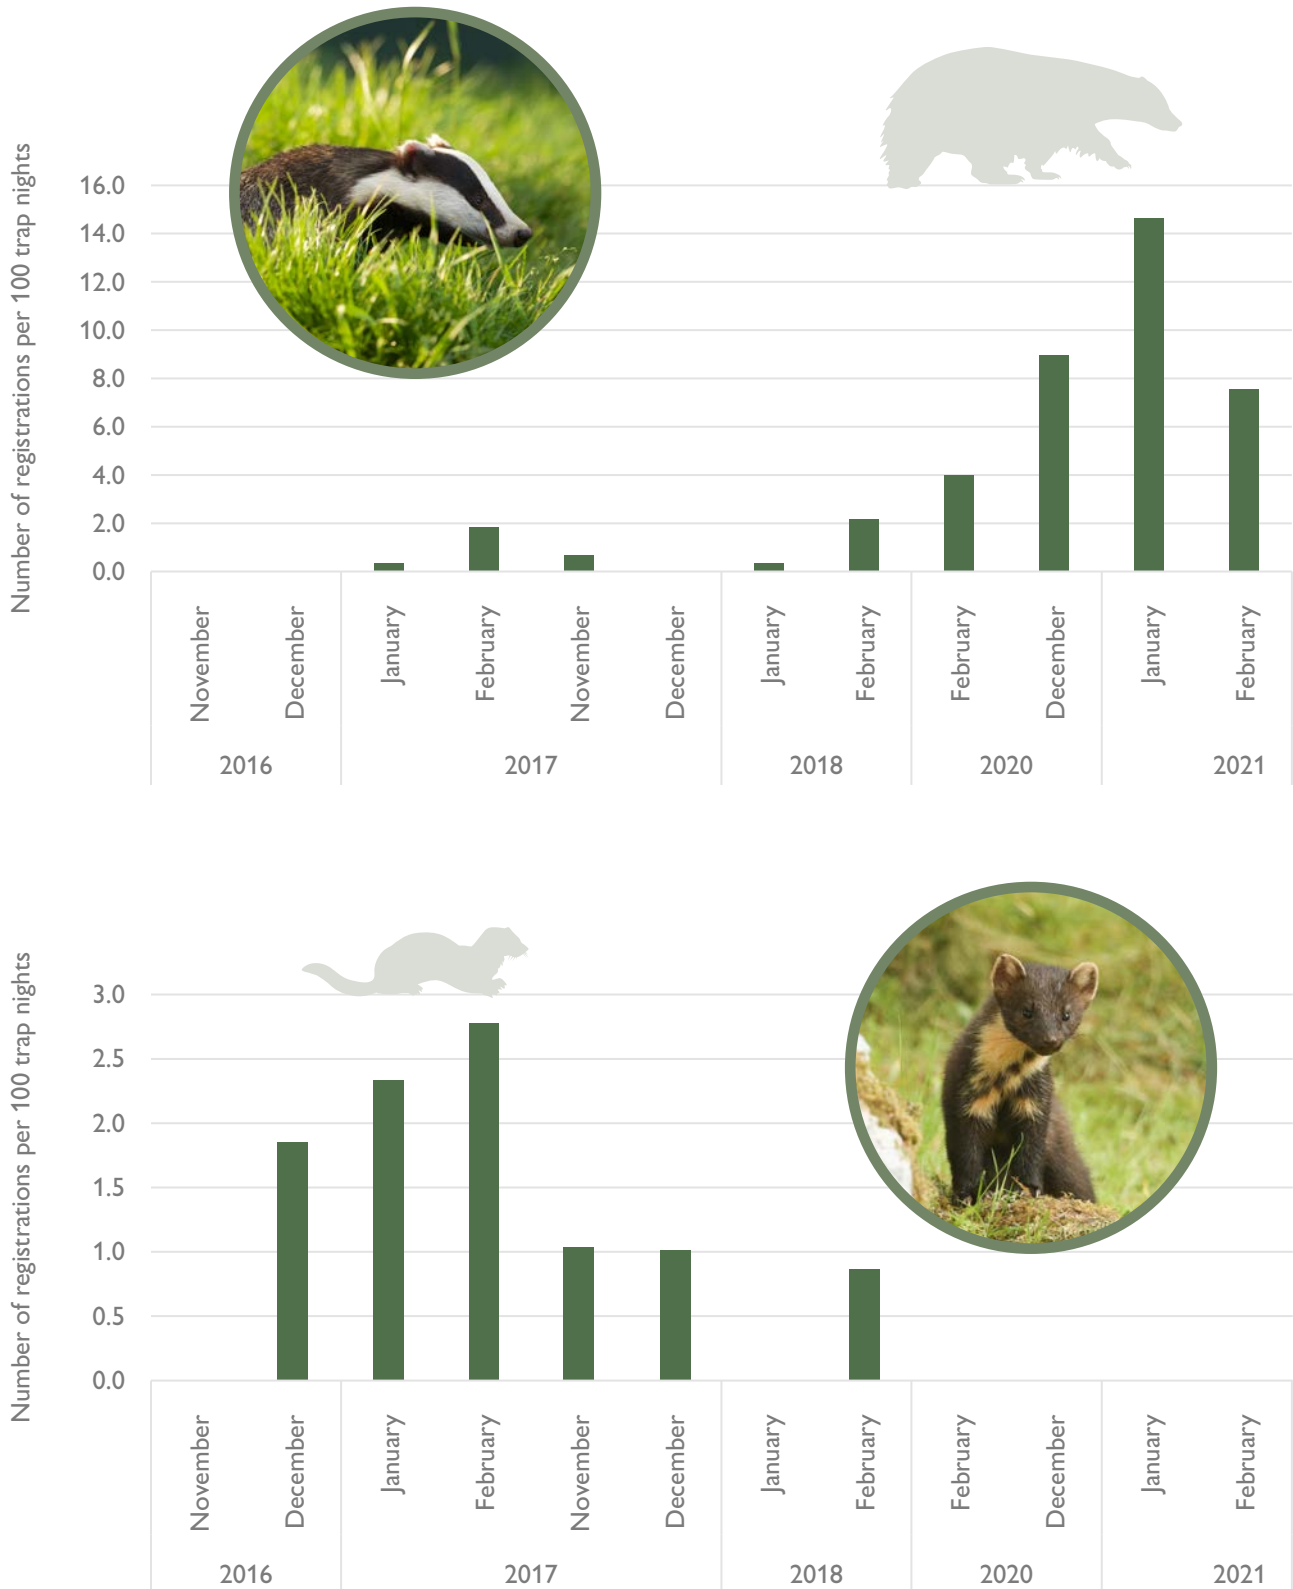 Number of registrations per 100 trap nights
16.0
14.0
12.0
10.0
8.0
6.0
4.0
2.0
0.0
November
December
January
February
November
December
January
February
February
December
January
February
2016
2017
2018
2020
2021
Number of registrations per 100 trap nights
3.0
2.5
2.0
1.5
1.0
0.5
0.0
November
December
January
February
November
December
January
February
February
December
January
February
2016
2017
2018
2020
2021